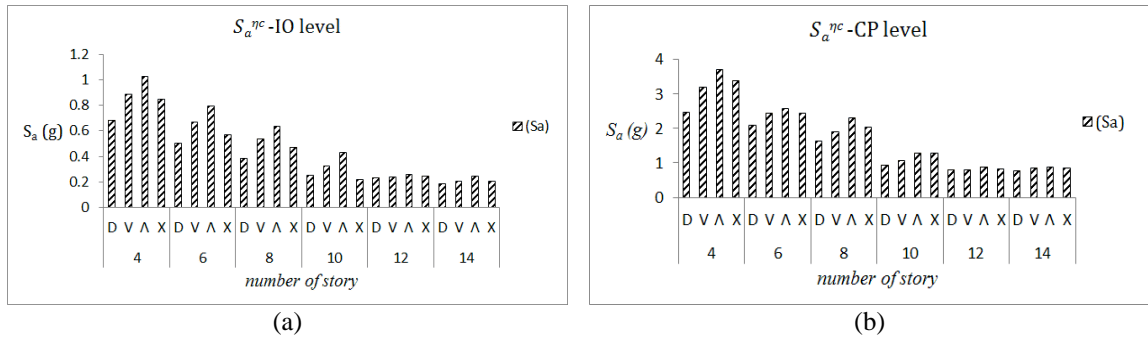 Sₐ^ηc -IO level
1.2
1
0.8
0.6
0.4
0.2
0
Sₐ (g)
D V Λ X D V Λ X D V Λ X D V Λ X D V Λ X D V Λ X
4 6 8 10 12 14
number of story
(Sa)
(a)
Sₐ^ηc -CP level
4
3
2
1
0
Sₐ (g)
D V Λ X D V Λ X D V Λ X D V Λ X D V Λ X D V Λ X
4 6 8 10 12 14
number of story
(Sa)
(b)